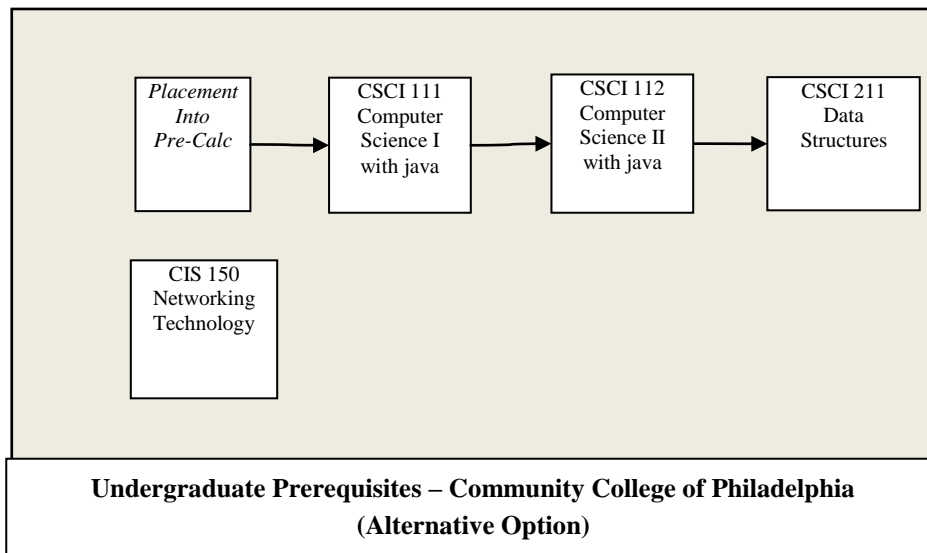 Placement
Into
Pre-Calc
CSCI 111
Computer
Science I
with java
CSCI 112
Computer
Science II
with java
CSCI 211
Data
Structures
CIS 150
Networking
Technology
Undergraduate Prerequisites – Community College of Philadelphia
(Alternative Option)